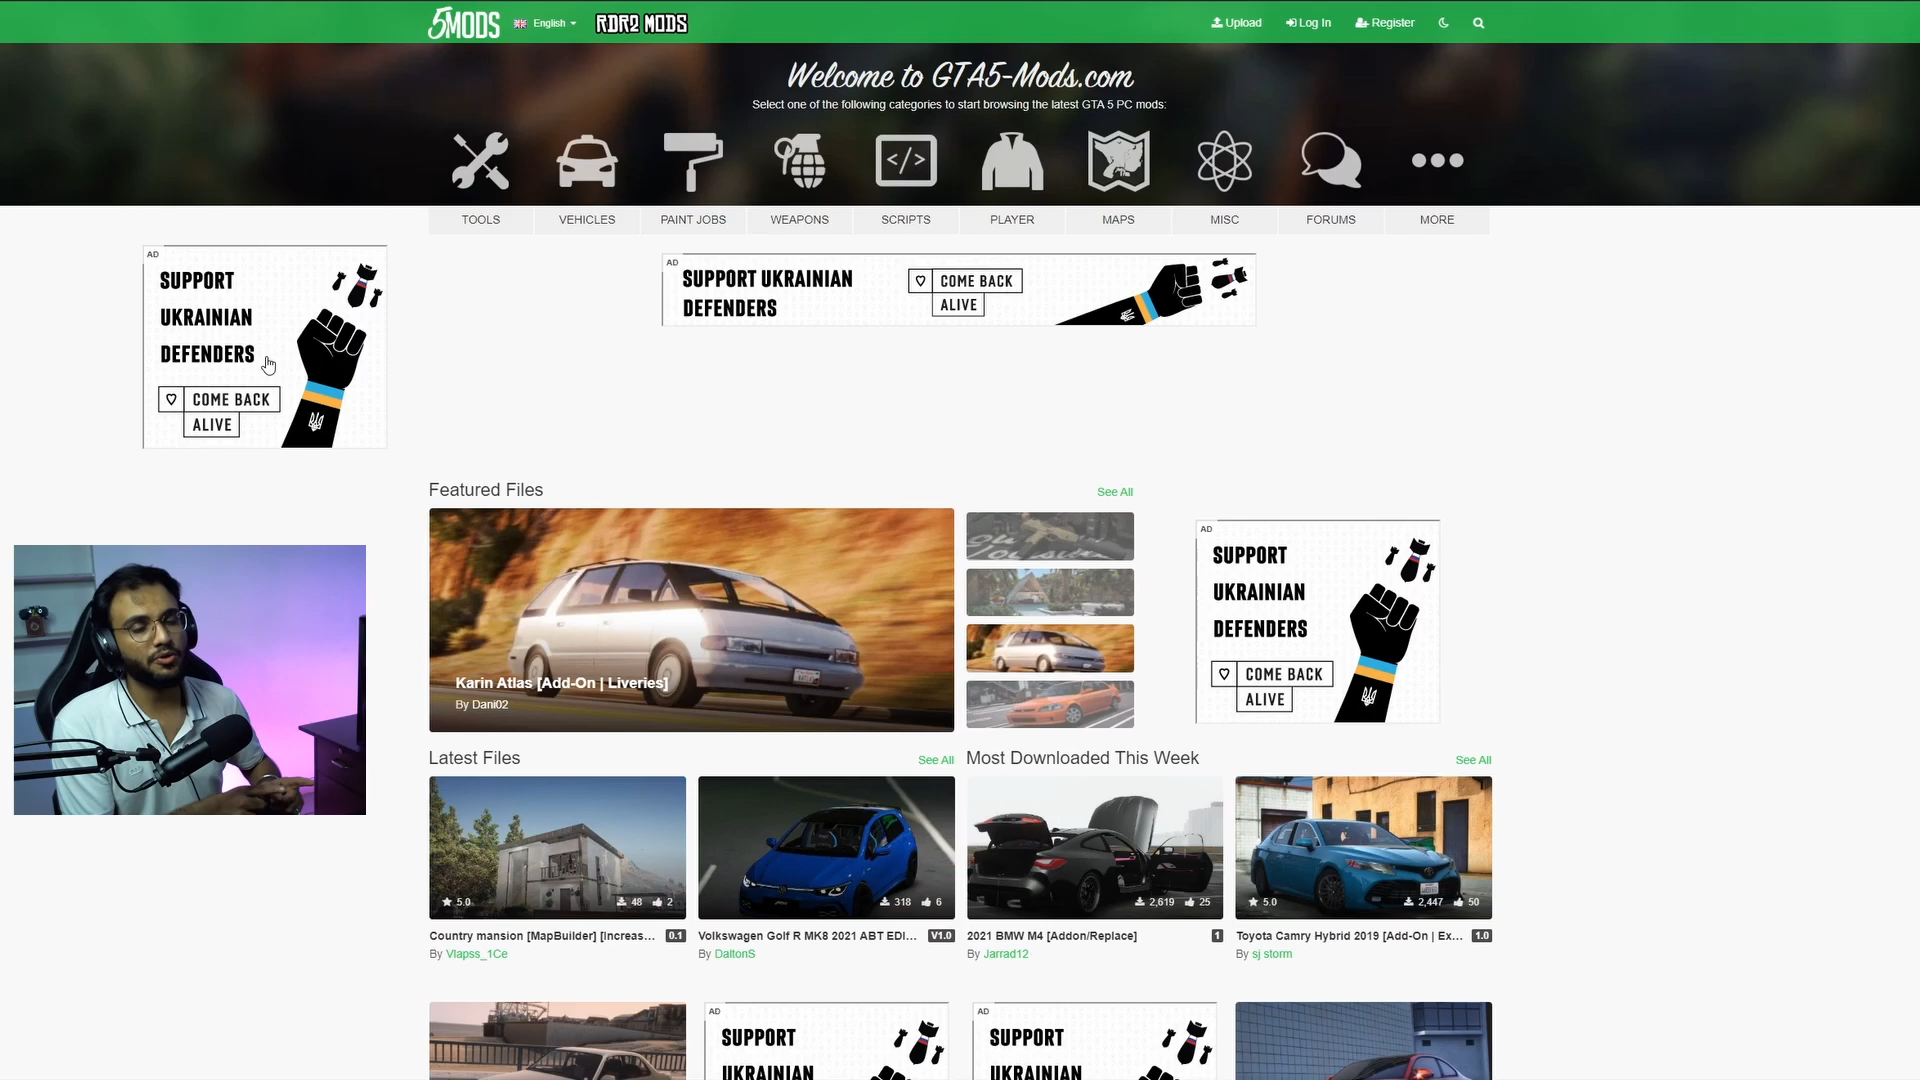 5MODS
English
RDR2 MODS
Upload
Log In
Register
Welcome to GTA5-Mods.com
Select one of the following categories to start browsing the latest GTA 5 PC mods:
</>
TOOLS
VEHICLES
PAINT JOBS
WEAPONS
SCRIPTS
PLAYER
MAPS
MISC
FORUMS
MORE
AD
SUPPORT
UKRAINIAN
DEFENDERS
COME BACK
ALIVE
AD
SUPPORT UKRAINIAN
DEFENDERS
COME BACK
ALIVE
Featured Files
See All
Karin Atlas [Add-On | Liveries]
By Dani02
AD
SUPPORT
UKRAINIAN
DEFENDERS
COME BACK
ALIVE
Latest Files
See All
Most Downloaded This Week
See All
5.0
48
2
318
6
2,619
25
5.0
2,447
50
Country mansion [MapBuilder] [Increas...
0.1
Volkswagen Golf R MK8 2021 ABT EDI...
V1.0
2021 BMW M4 [Addon/Replace]
1
Toyota Camry Hybrid 2019 [Add-On | Ex...
1.0
By Vlapss_1Ce
By DaltonS
By Jarrad12
By sj storm
AD
SUPPORT
UKRAINIAN
AD
SUPPORT
UKRAINIAN